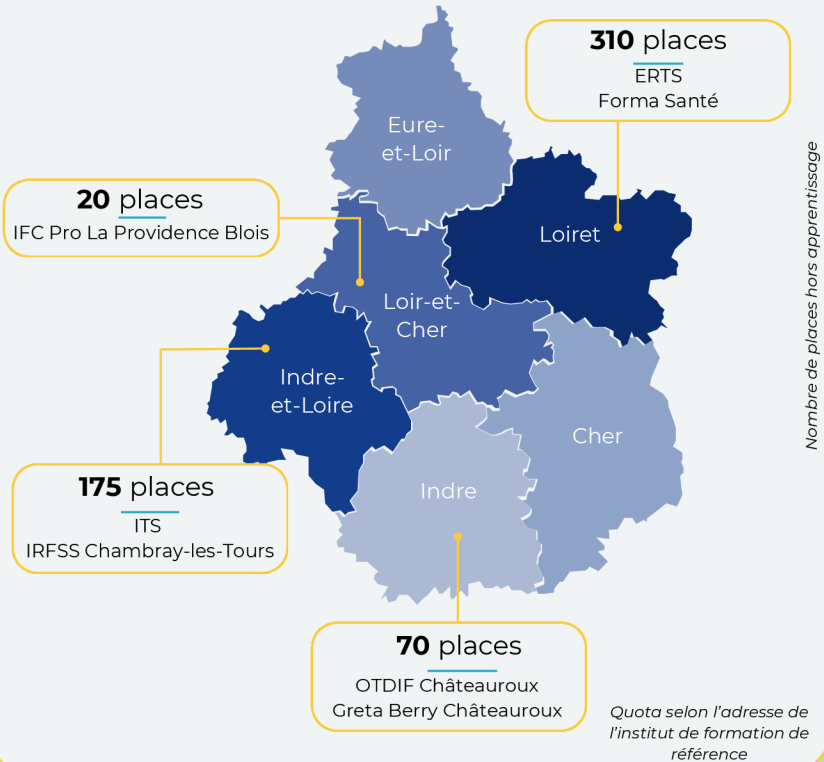 310 places
ERTS
Forma Santé
Eure-
et-Loir
20 places
IFC Pro La Providence Blois
Loiret
Loir-et-
Cher
Indre-
et-Loire
Cher
175 places
ITS
IRFSS Chambray-les-Tours
Indre
70 places
OTDIF Châteauroux
Greta Berry Châteauroux
Nombre de places hors apprentissage
Quota selon l’adresse de
l’institut de formation de
référence